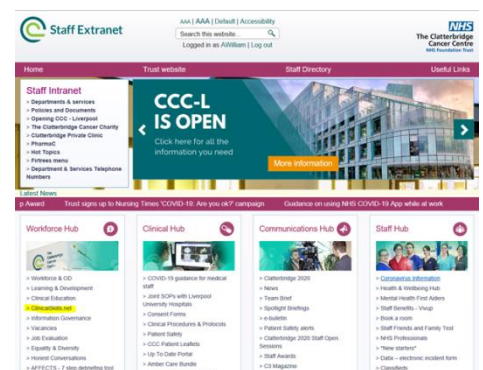 Staff Extranet
AAA | AAA | Default | Accessibility
Search this website...
Logged in as AWilliam | Log out
NHS
The Clatterbridge
Cancer Centre
NHS Foundation Trust
Home
Trust website
Staff Directory
Useful Links
Staff Intranet
» Departments & services
» Policies and Documents
» Opening CCC - Liverpool
» The Clatterbridge Cancer Charity
» Clatterbridge Private Clinic
» PharmaC
» Hot Topics
» Firtrees menu
» Department & Services Telephone
Numbers
CCC-L
IS OPEN
Click here for all the
information you need
More information
Latest News
p Award
Trust signs up to Nursing Times 'COVID-19: Are you ok?' campaign
Guidance on using NHS COVID-19 App while at work
Workforce Hub
» Workforce & OD
» Learning & Development
» Clinical Education
» ClinicalSkills.net
» Information Governance
» Vacancies
» Job Evaluation
» Equality & Diversity
» Honest Conversations
» AFFECTS - 7 step debriefing tool
Clinical Hub
» COVID-19 guidance for medical
staff
» Joint SOPs with Liverpool
University Hospitals
» Consent Forms
» Clinical Procedures & Protocols
» Patient Safety
» CCC Patient Leaflets
» Up To Date Portal
» Amber Care Bundle
Communications Hub
» Clatterbridge 2020
» News
» Team Brief
» Spotlight Briefings
» e-bulletin
» Patient Safety alerts
» Clatterbridge 2020 Staff Open
Sessions
» Staff Awards
» C3 Magazine
Staff Hub
» Coronavirus Information
» Health & Wellbeing Hub
» Mental Health First Aiders
» Staff Benefits - Vivup
» Book a room
» Staff Friends and Family Test
» NHS Professionals
» *New starters*
» Datix – electronic incident form
» Classifieds